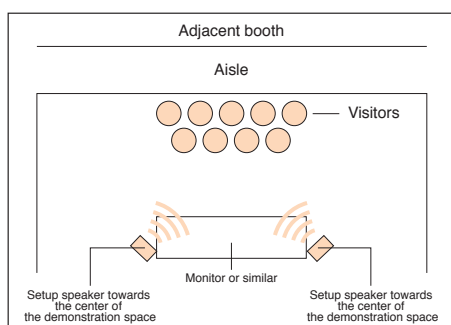 Adjacent booth
Aisle
Visitors
Monitor or similar
Setup speaker towards
the center of
the demonstration space
Setup speaker towards
the center of
the demonstration space